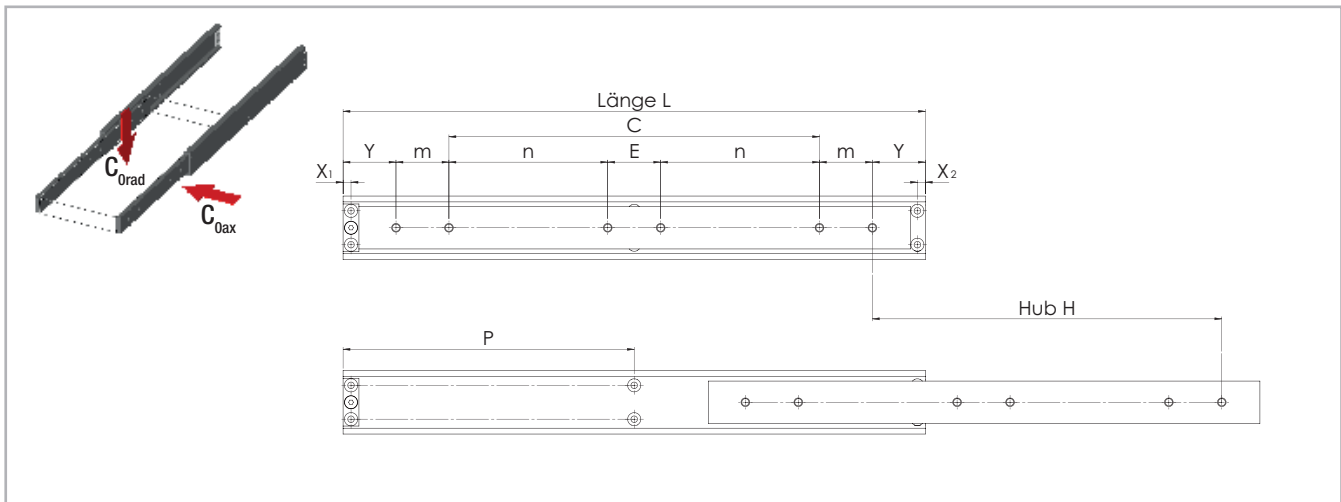 C0rad
C0ax
Länge L
C
Y m n E n m Y
X1 X2
Hub H
P